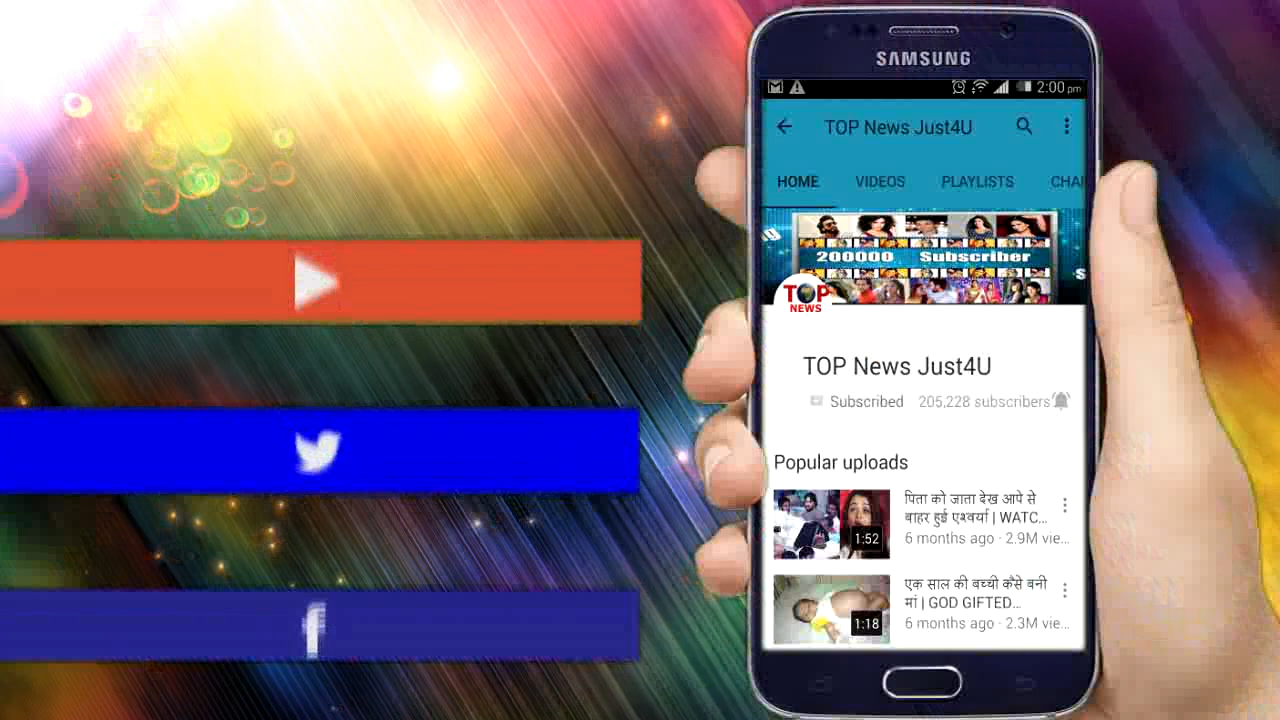 SAMSUNG
2:00 pm
TOP News Just4U
HOME VIDEOS PLAYLISTS CHA
200000 Subscriber
TOP
NEWS
TOP News Just4U
Subscribed 205,228 subscribers
Popular uploads
पिता को जाता देख आपे से
बाहर हुई एश्वर्या | WATC...
1:52
6 months ago · 2.9M vie...
एक साल की बच्ची कैसे बनी
मां | GOD GIFTED...
1:18
6 months ago · 2.3M vie...